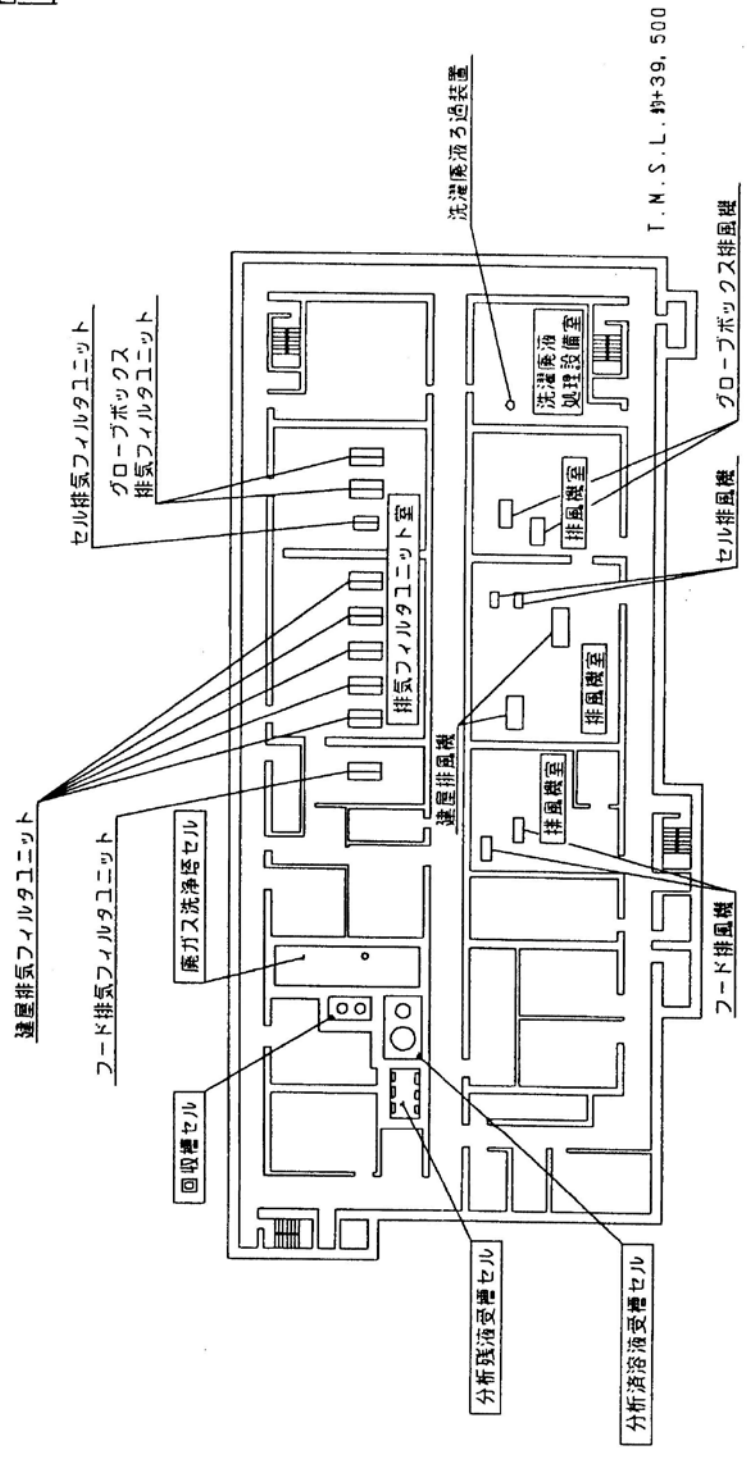 建屋排気フィルタユニット
フード排気フィルタユニット
セル排気フィルタユニット
グローブボックス
排気フィルタユニット
回収槽セル
廃ガス洗浄塔セル
排気フィルタユニット室
洗濯廃液ろ過装置
洗濯廃液
処理設備室
建屋排風機
排風機室
排風機室
排風機室
分析残液受槽セル
分析済溶液受槽セル
フード排風機
セル排風機
グローブボックス排風機
T.M.S.L.約+39,500